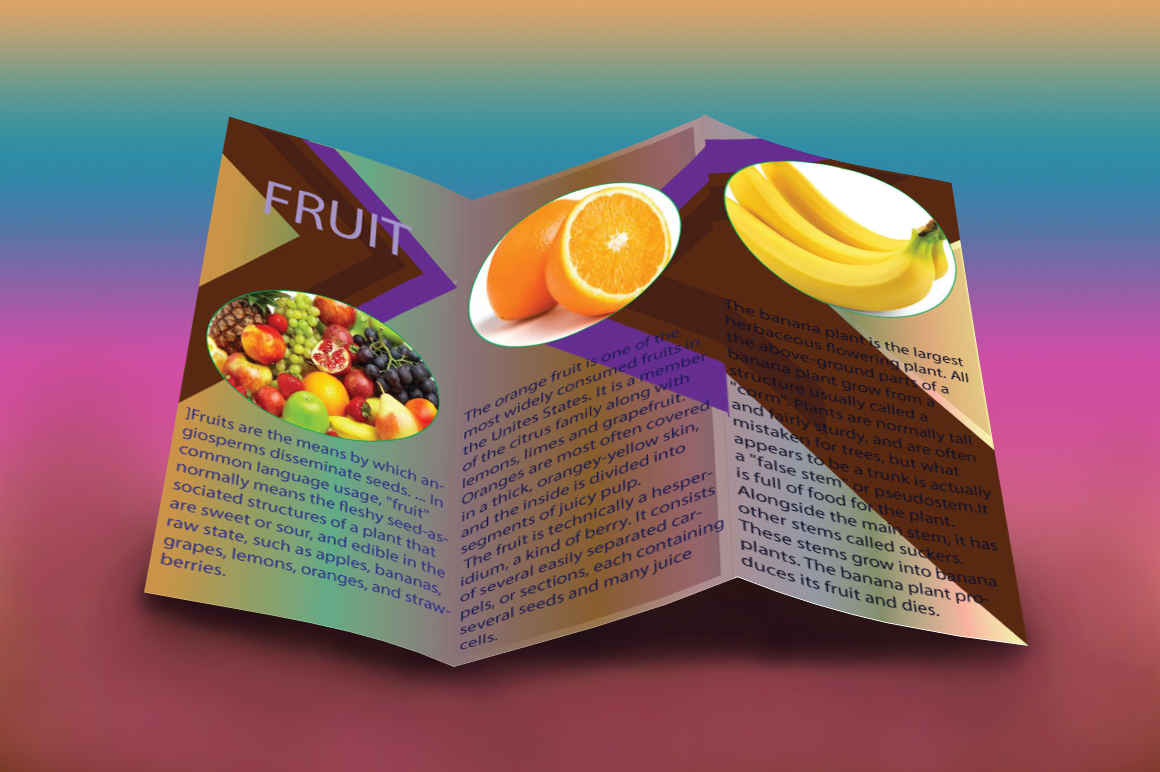 FRUIT
]Fruits are the means by which an-
giosperms disseminate seeds. ... In
common language usage, "fruit"
normally means the fleshy seed-as-
sociated structures of a plant that
are sweet or sour, and edible in the
raw state, such as apples, bananas,
grapes, lemons, oranges, and straw-
berries.
The orange fruit is one of the
most widely consumed fruits in
the Unites States. It is a member
of the citrus family along with
lemons, limes and grapefruit.
Oranges are most often covered
in a thick, orangey-yellow skin,
and the inside is divided into
segments of juicy pulp.
The fruit is technically a hesper-
idium, a kind of berry. It consists
of several easily separated car-
pels, or sections, each containing
several seeds and many juice
cells.
The banana plant is the largest
herbaceous flowering plant. All
the above-ground parts of a
banana plant grow from a
structure usually called a
"corm". Plants are normally tall
and fairly sturdy, and are often
mistaken for trees, but what
appears to be a trunk is actually
a "false stem" or pseudostem.It
is full of food for the plant.
Alongside the main stem, it has
other stems called suckers.
These stems grow into banana
plants. The banana plant pro-
duces its fruit and dies.